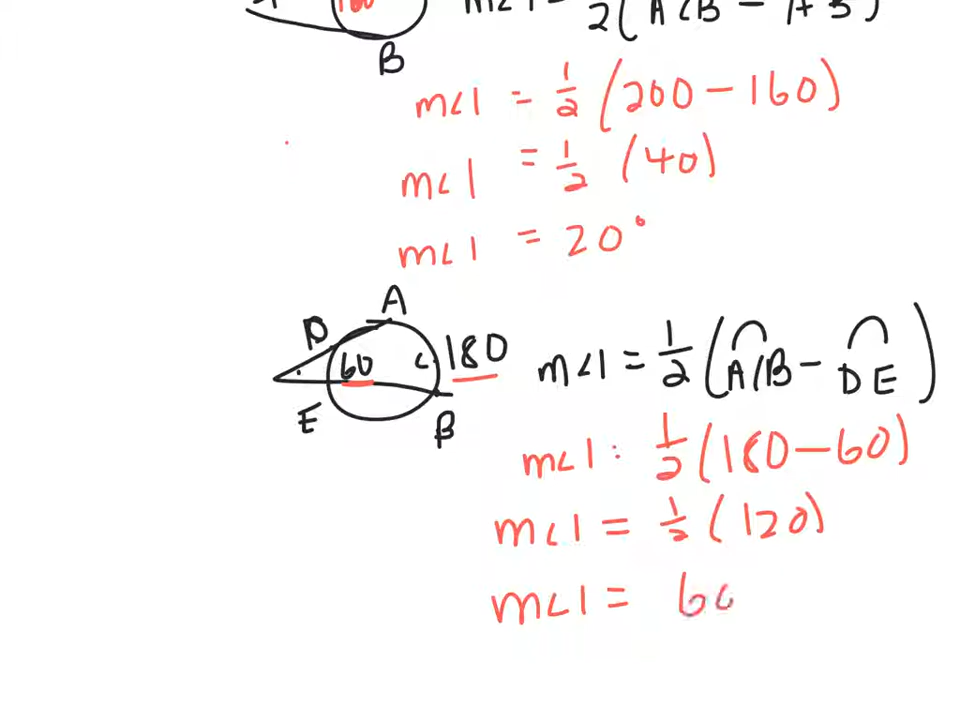 B
m∠1 = 1/2 (200 - 160)
m∠1 = 1/2 (40)
m∠1 = 20°
A
D
60
C
180
E
B
m∠1 = 1/2 (ACB - DE)
m∠1 : 1/2 (180 - 60)
m∠1 = 1/2 (120)
m∠1 = 60